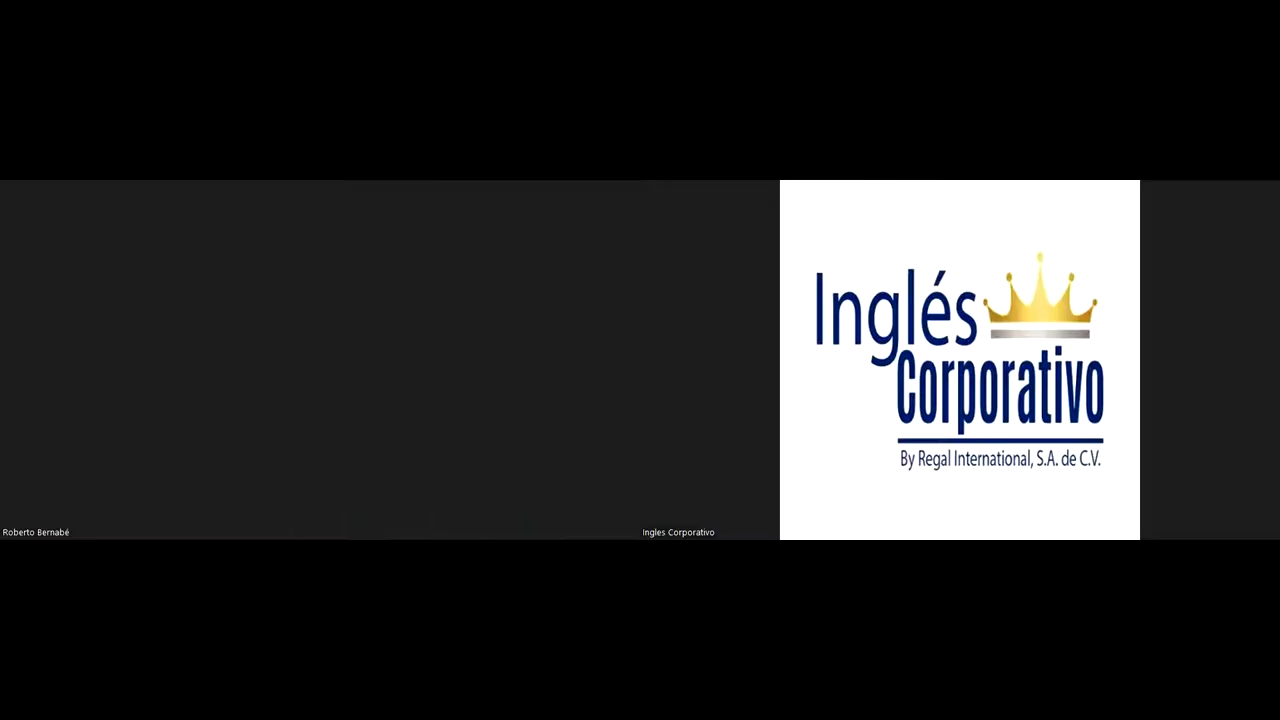 Inglés
Corporativo
By Regal International, S.A. de C.V.
Roberto Bernabé
Ingles Corporativo